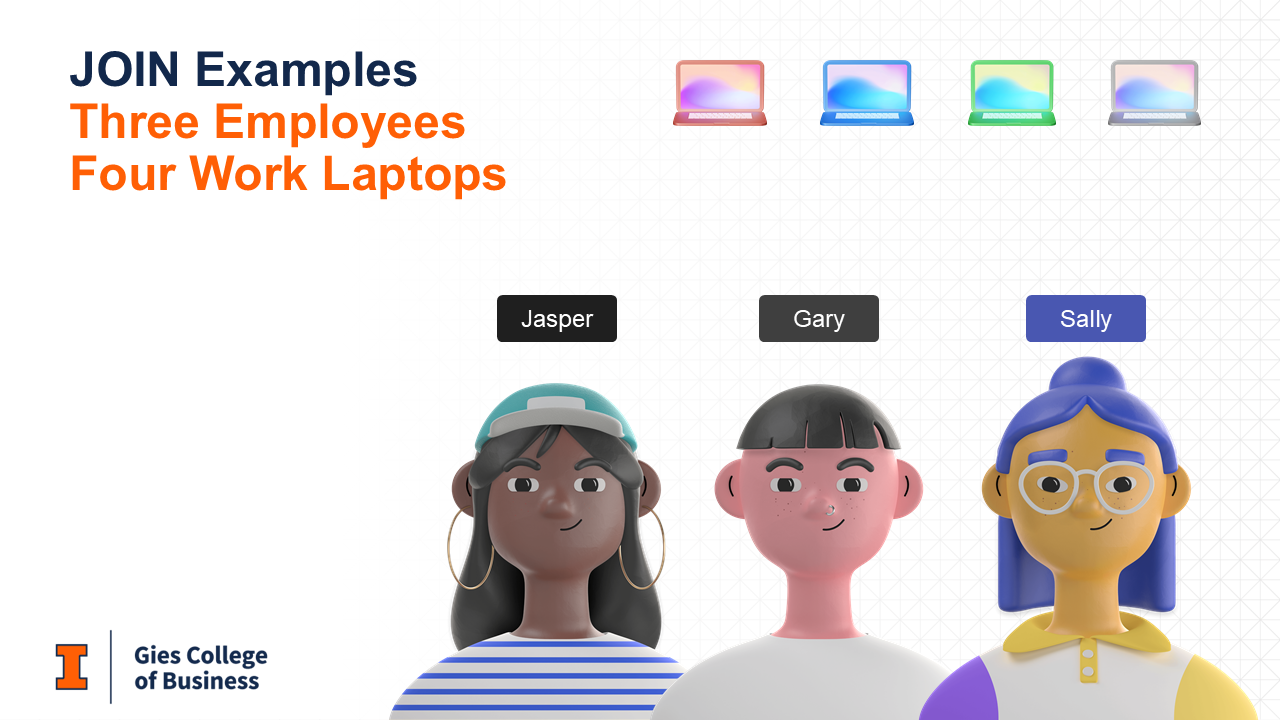 JOIN Examples
Three Employees
Four Work Laptops
Jasper
Gary
Sally
Gies College
of Business